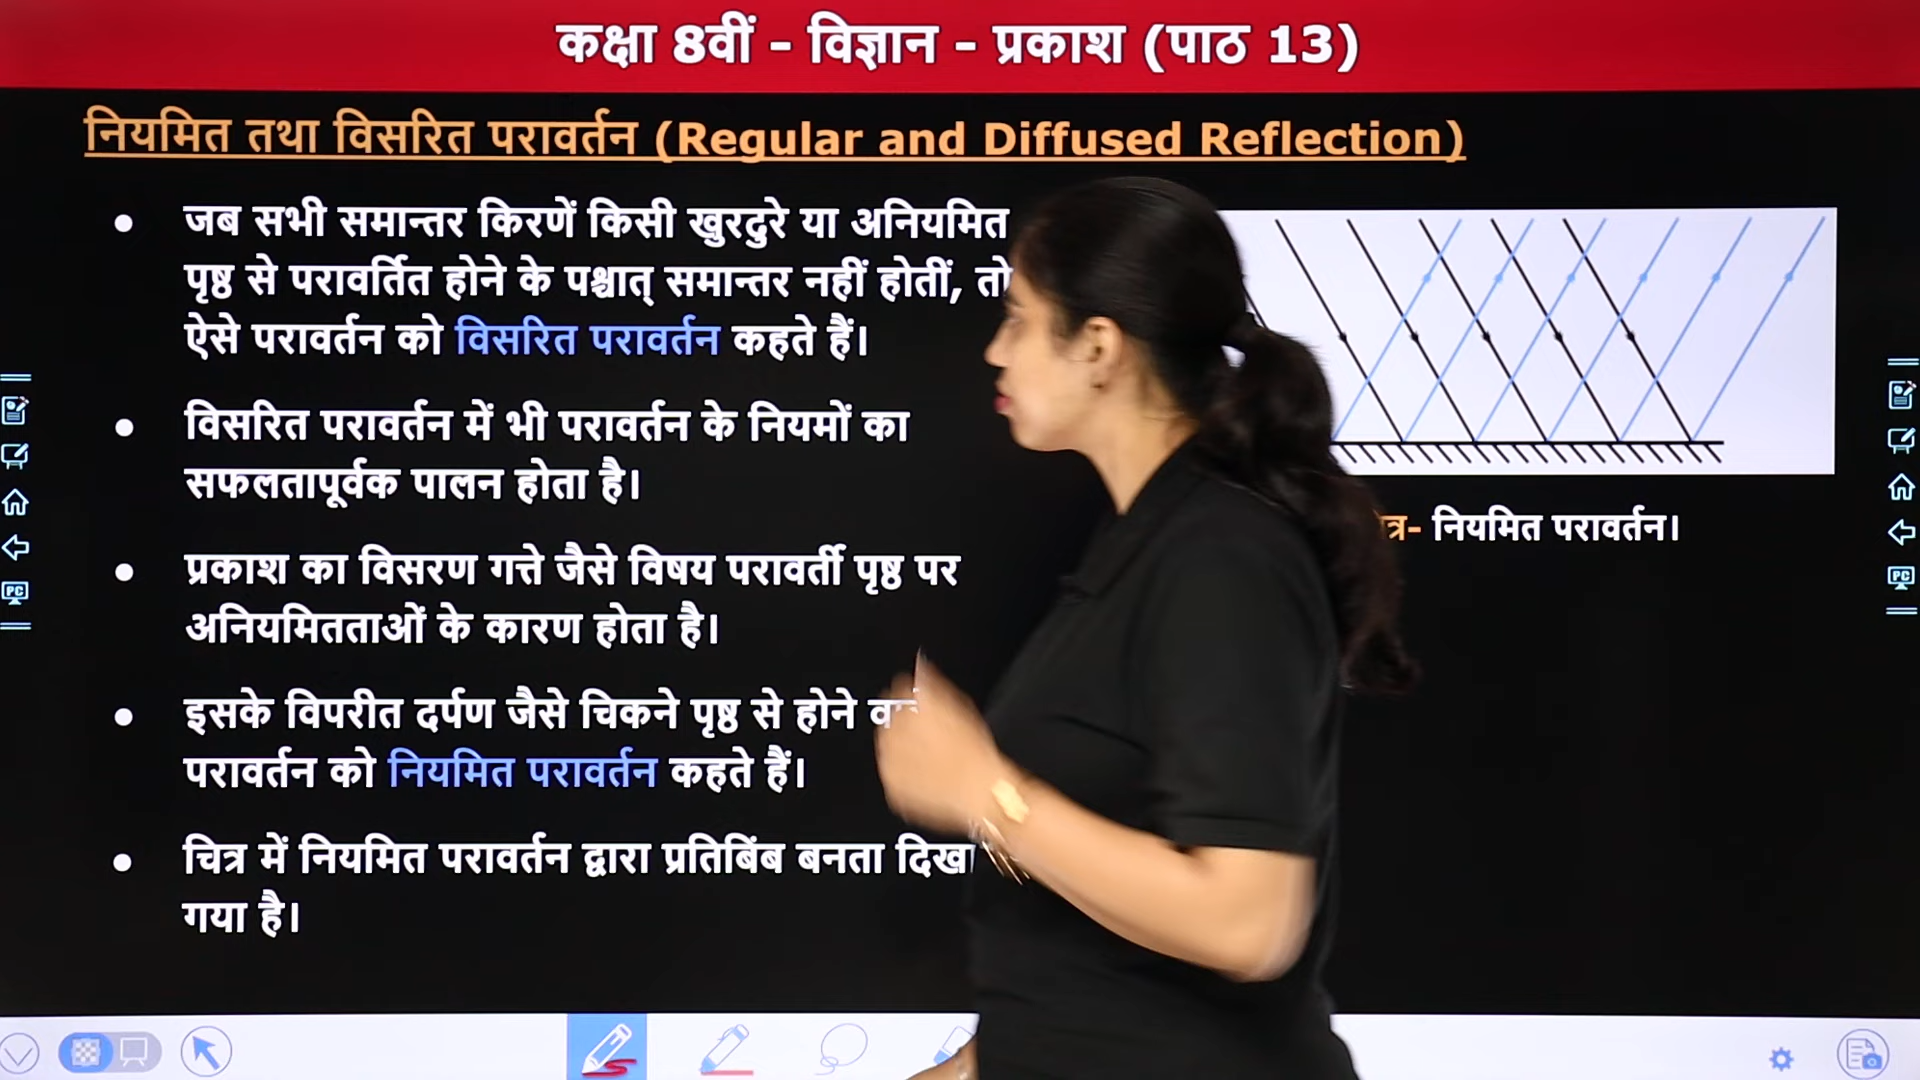 कक्षा 8वीं - विज्ञान - प्रकाश (पाठ 13)
नियमित तथा विसरित परावर्तन (Regular and Diffused Reflection)
• जब सभी समान्तर किरणें किसी खुरदुरे या अनियमित
पृष्ठ से परावर्तित होने के पश्चात् समान्तर नहीं होतीं, तो
ऐसे परावर्तन को विसरित परावर्तन कहते हैं।
• विसरित परावर्तन में भी परावर्तन के नियमों का
सफलतापूर्वक पालन होता है।
• प्रकाश का विसरण गत्ते जैसे विषय परावर्ती पृष्ठ पर
अनियमितताओं के कारण होता है।
• इसके विपरीत दर्पण जैसे चिकने पृष्ठ से होने
परावर्तन को नियमित परावर्तन कहते हैं।
• चित्र में नियमित परावर्तन द्वारा प्रतिबिंब बनता
गया है।
नियमित परावर्तन।
PC
PC